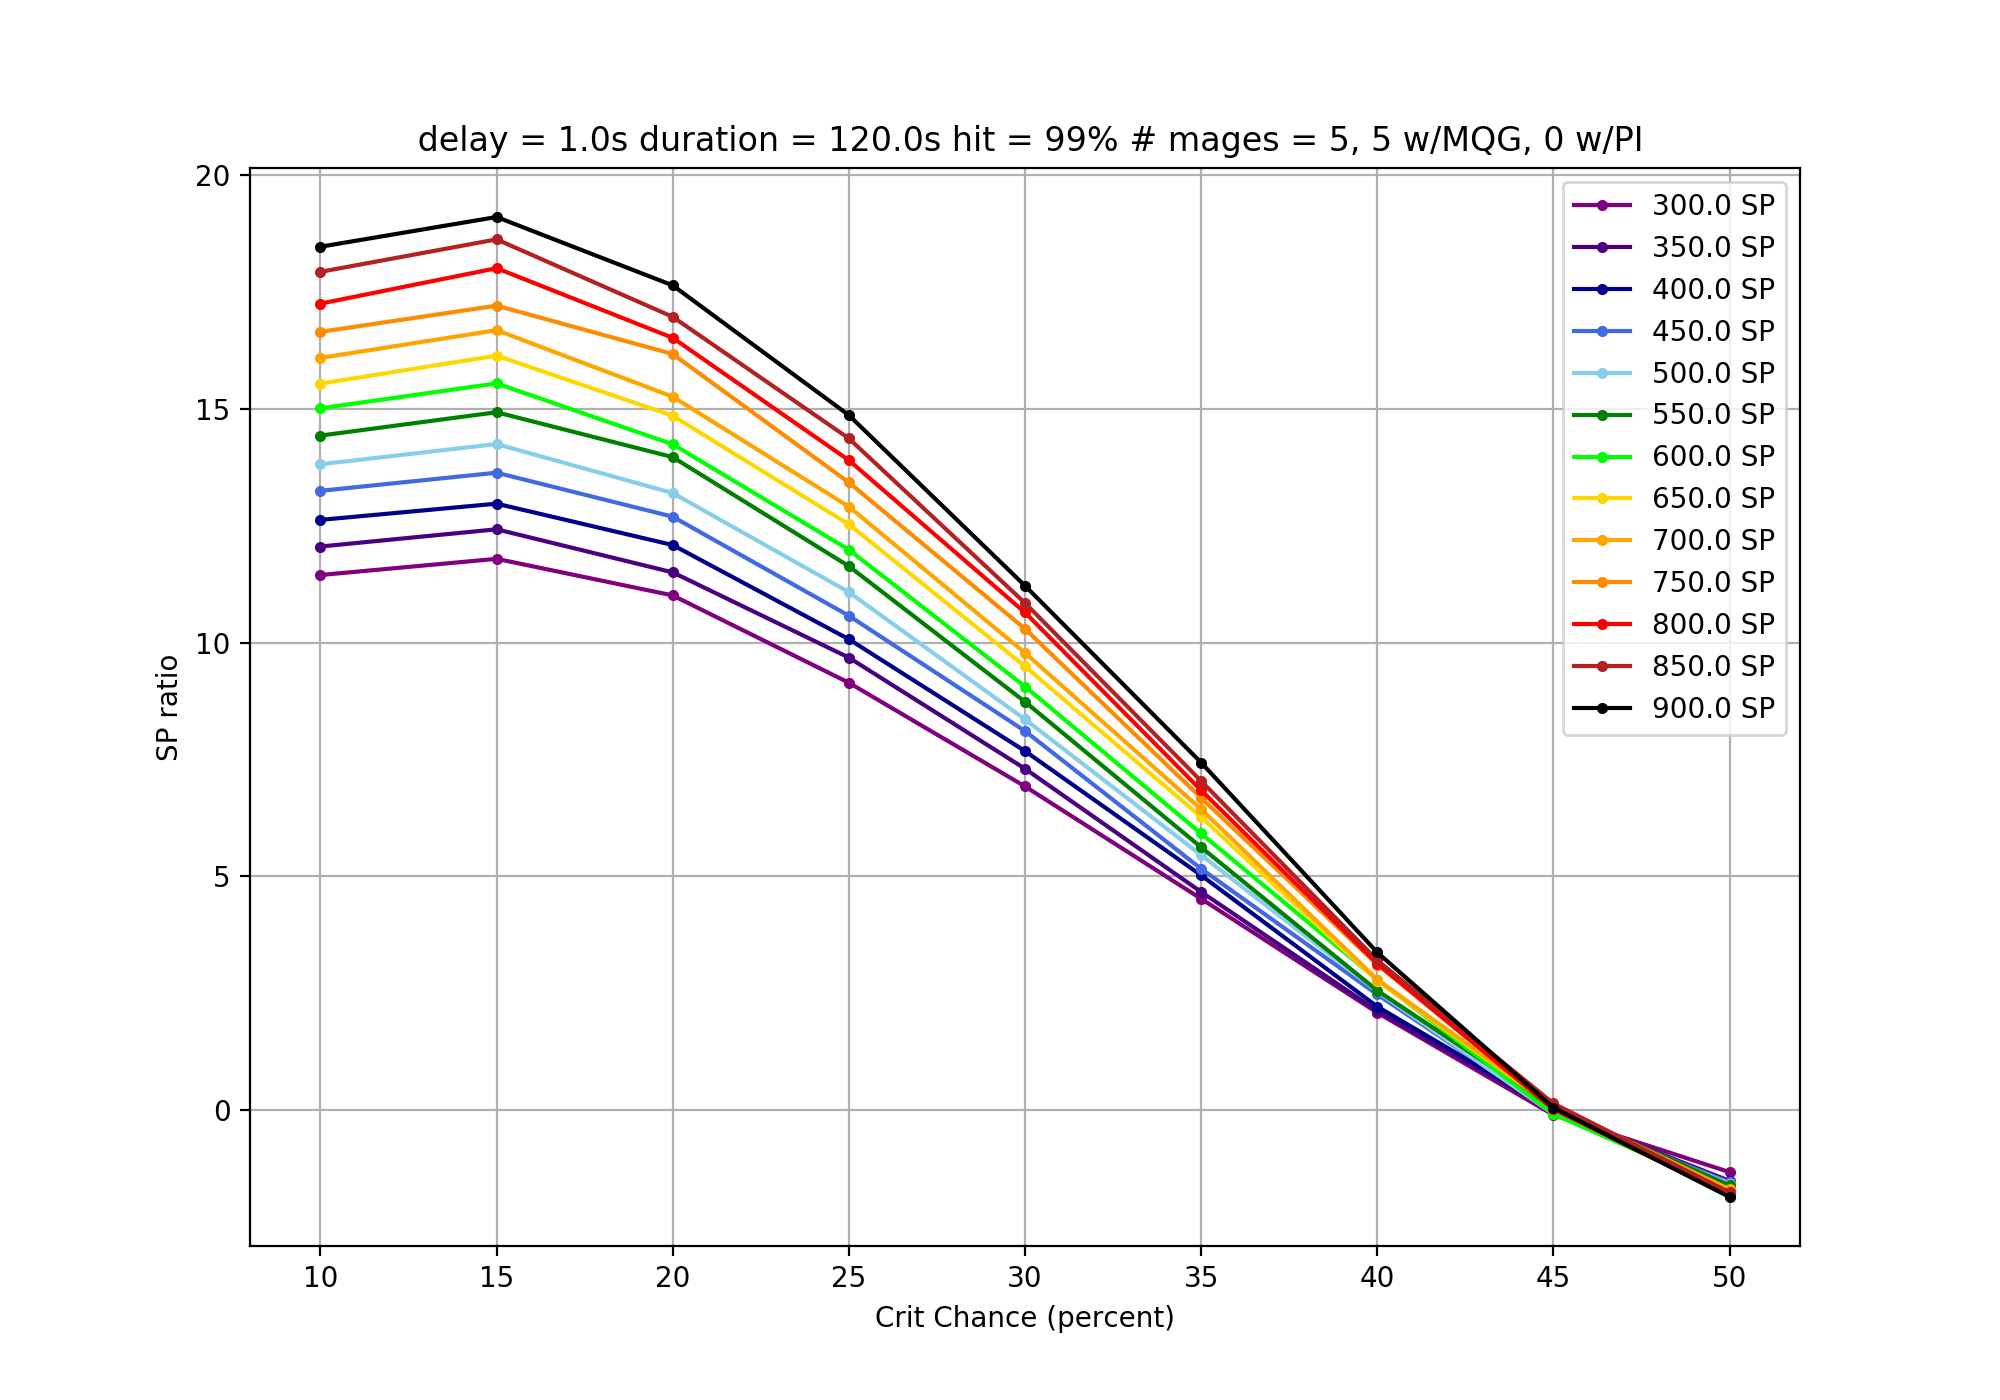 delay = 1.0s duration = 120.0s hit = 99% # mages = 5, 5 w/MQG, 0 w/PI
20
15
10
5
0
SP ratio
300.0 SP
350.0 SP
400.0 SP
450.0 SP
500.0 SP
550.0 SP
600.0 SP
650.0 SP
700.0 SP
750.0 SP
800.0 SP
850.0 SP
900.0 SP
10 15 20 25 30 35 40 45 50
Crit Chance (percent)